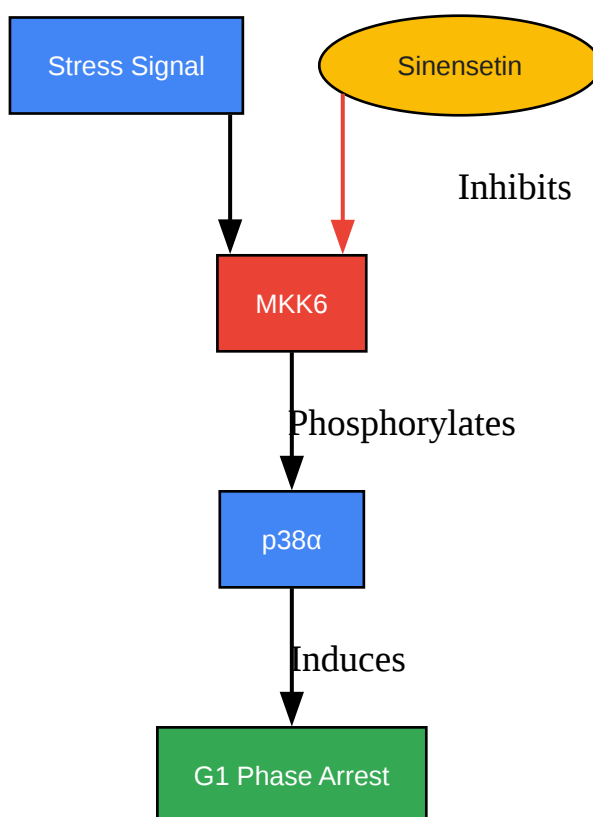 Stress Signal
Sinensetin
Inhibits
MKK6
Phosphorylates
p38α
Induces
G1 Phase Arrest